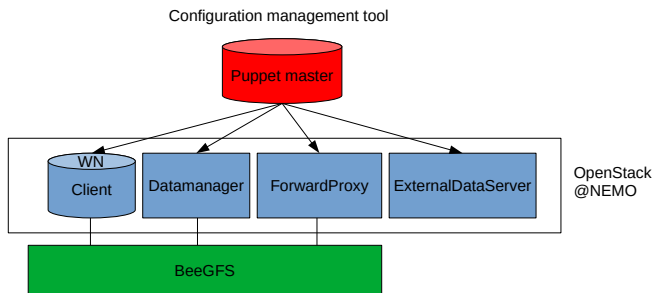 Configuration management tool
Puppet master
WN
Client
Datamanager
ForwardProxy
ExternalDataServer
OpenStack
@NEMO
BeeGFS